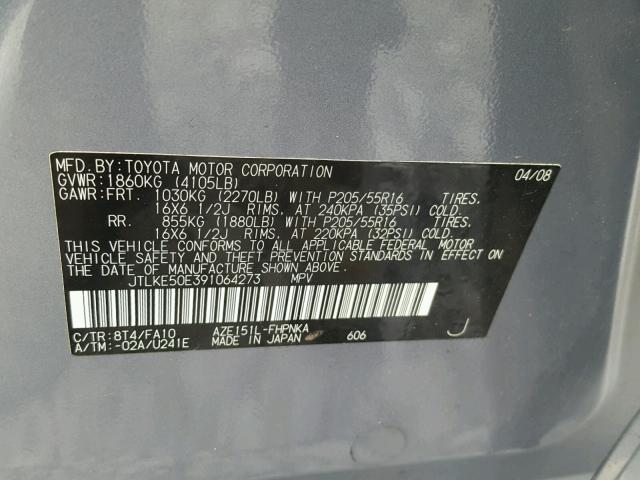 MFD.BY:TOYOTA MOTOR CORPORATION 04/08
GVWR:1860KG (4105LB)
GAWR:FRT. 1030KG (2270LB) WITH P205/55R16 TIRES,
16X6 1/2J RIMS, AT 240KPA (35PSI) COLD.
RR. 855KG (1880LB) WITH P205/55R16 TIRES,
16X6 1/2J RIMS, AT 220KPA (32PSI) COLD.
THIS VEHICLE CONFORMS TO ALL APPLICABLE FEDERAL MOTOR
VEHICLE SAFETY AND THEFT PREVENTION STANDARDS IN EFFECT ON
THE DATE OF MANUFACTURE SHOWN ABOVE.
JTLKE50E391064273 MPV
C/TR:8T4/FA10 AZE151L-FHPNKA J
A/TM:-02A/U241E MADE IN JAPAN 606